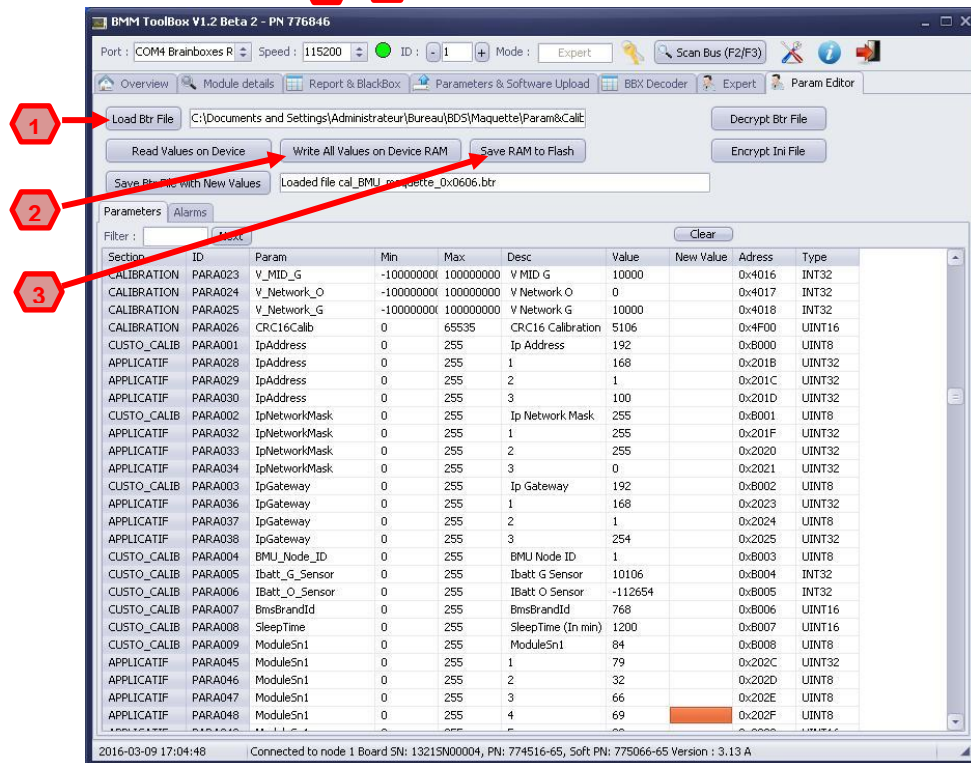 BMM ToolBox V1.2 Beta 2 - PN 776846
Port : COM4 Brainboxes R Speed : 115200 ID : - 1 + Mode : Expert Scan Bus (F2/F3)
Overview Module details Report & BlackBox Parameters & Software Upload BBX Decoder Expert Param Editor
1 Load Btr File C:\Documents and Settings\Administrateur\Bureau\BDS\Maquette\Param&Calib Decrypt Btr File
Read Values on Device Write All Values on Device RAM Save RAM to Flash Encrypt Ini File
2 Save Btr File with New Values Loaded file cal_BMU_maquette_0x0606.btr
Parameters Alarms
Filter : Next Clear
3
Section ID Param Min Max Desc Value New Value Adress Type
CALIBRATION PARA023 V_MID_G -100000000 100000000 V MID G 10000 0x4016 INT32
CALIBRATION PARA024 V_Network_O -100000000 100000000 V Network O 0 0x4017 INT32
CALIBRATION PARA025 V_Network_G -100000000 100000000 V Network G 10000 0x4018 INT32
CALIBRATION PARA026 CRC16Calib 0 65535 CRC16 Calibration 5106 0x4F00 UINT16
CUSTO_CALIB PARA001 IpAddress 0 255 Ip Address 192 0xB000 UINT8
APPLICATIF PARA028 IpAddress 0 255 1 168 0x201B UINT32
APPLICATIF PARA029 IpAddress 0 255 2 1 0x201C UINT32
APPLICATIF PARA030 IpAddress 0 255 3 100 0x201D UINT32
CUSTO_CALIB PARA002 IpNetworkMask 0 255 Ip Network Mask 255 0xB001 UINT8
APPLICATIF PARA032 IpNetworkMask 0 255 1 255 0x201F UINT32
APPLICATIF PARA033 IpNetworkMask 0 255 2 255 0x2020 UINT32
APPLICATIF PARA034 IpNetworkMask 0 255 3 0 0x2021 UINT32
CUSTO_CALIB PARA003 IpGateway 0 255 Ip Gateway 192 0xB002 UINT8
APPLICATIF PARA036 IpGateway 0 255 1 168 0x2023 UINT32
APPLICATIF PARA037 IpGateway 0 255 2 1 0x2024 UINT8
APPLICATIF PARA038 IpGateway 0 255 3 254 0x2025 UINT32
CUSTO_CALIB PARA004 BMU_Node_ID 0 255 BMU Node ID 1 0xB003 UINT8
CUSTO_CALIB PARA005 Ibatt_G_Sensor 0 255 Ibatt G Sensor 10106 0xB004 INT32
CUSTO_CALIB PARA006 IBatt_O_Sensor 0 255 IBatt O Sensor -112654 0xB005 INT32
CUSTO_CALIB PARA007 BmsBrandId 0 255 BmsBrandId 768 0xB006 UINT16
CUSTO_CALIB PARA008 SleepTime 0 255 SleepTime (In min) 1200 0xB007 UINT16
CUSTO_CALIB PARA009 ModuleSn1 0 255 ModuleSn1 84 0xB008 UINT8
APPLICATIF PARA045 ModuleSn1 0 255 1 79 0x202C UINT32
APPLICATIF PARA046 ModuleSn1 0 255 2 32 0x202D UINT8
APPLICATIF PARA047 ModuleSn1 0 255 3 66 0x202E UINT8
APPLICATIF PARA048 ModuleSn1 0 255 4 69 0x202F UINT8
2016-03-09 17:04:48 Connected to node 1 Board SN: 1321SN00004, PN: 774516-65, Soft PN: 775066-65 Version : 3.13 A